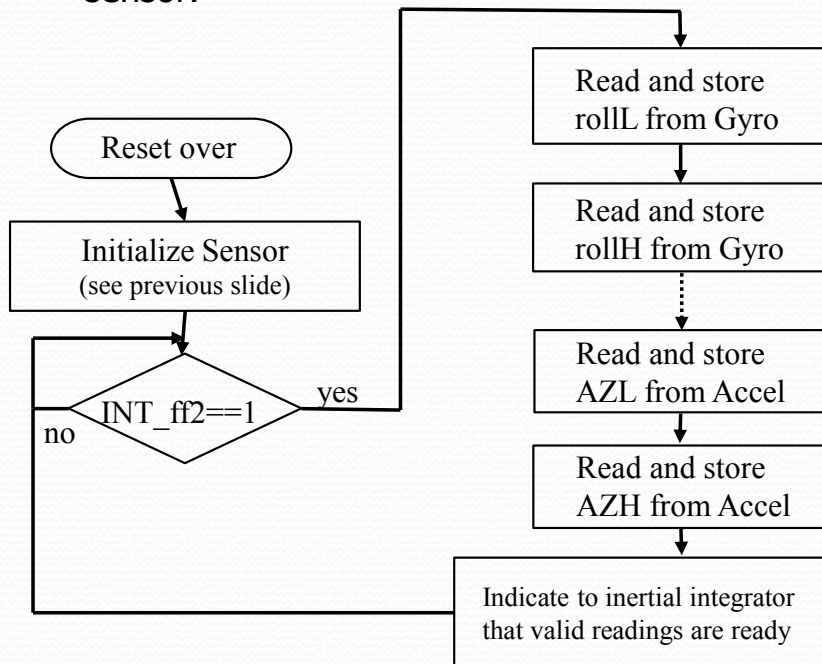 sensor.
Reset over
Initialize Sensor
(see previous slide)
INT_ff2==1
yes
no
Read and store
rollL from Gyro
Read and store
rollH from Gyro
Read and store
AZL from Accel
Read and store
AZH from Accel
Indicate to inertial integrator
that valid readings are ready